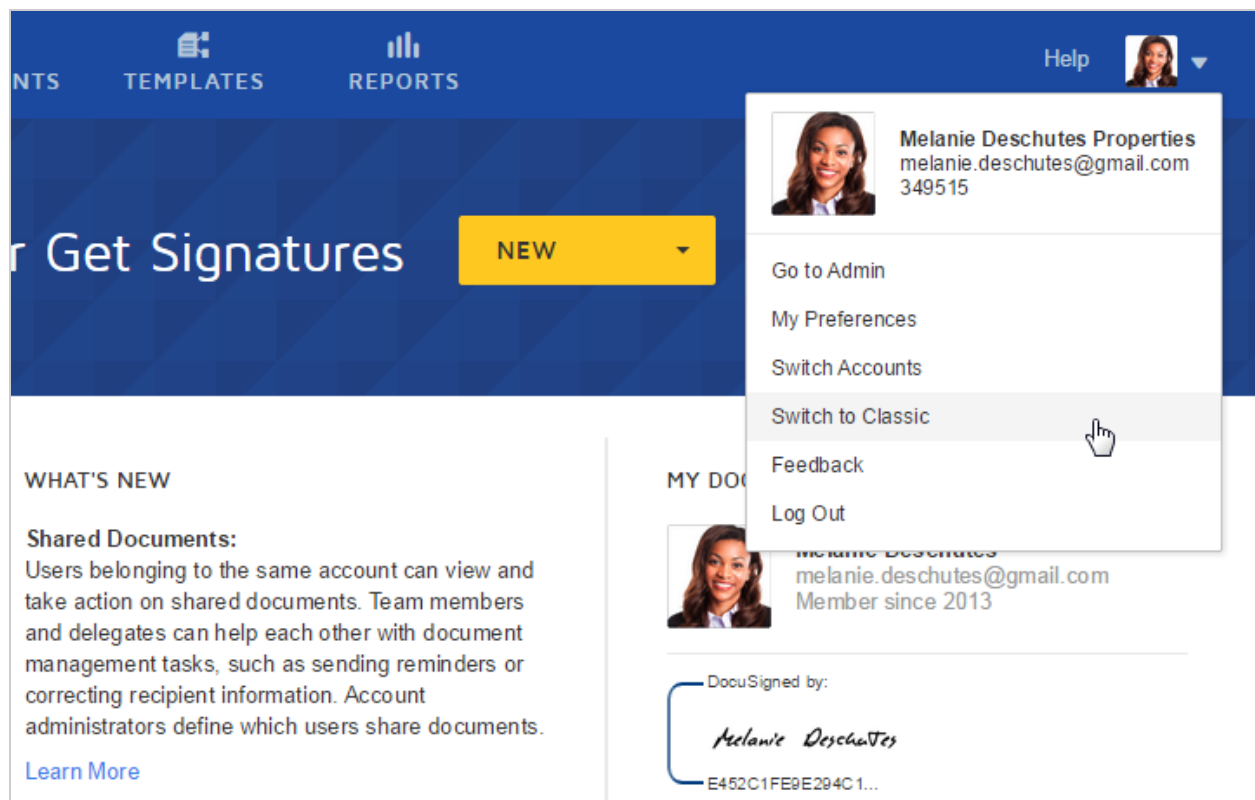 NTS
TEMPLATES
REPORTS
Help
Melanie Deschutes Properties
melanie.deschutes@gmail.com
349515
r Get Signatures
NEW
Go to Admin
My Preferences
Switch Accounts
Switch to Classic
Feedback
Log Out
WHAT'S NEW
Shared Documents:
Users belonging to the same account can view and
take action on shared documents. Team members
and delegates can help each other with document
management tasks, such as sending reminders or
correcting recipient information. Account
administrators define which users share documents.
Learn More
MY DOC
Melanie Deschutes
melanie.deschutes@gmail.com
Member since 2013
DocuSigned by:
Melanie Deschutes
E452C1FE9E294C1...